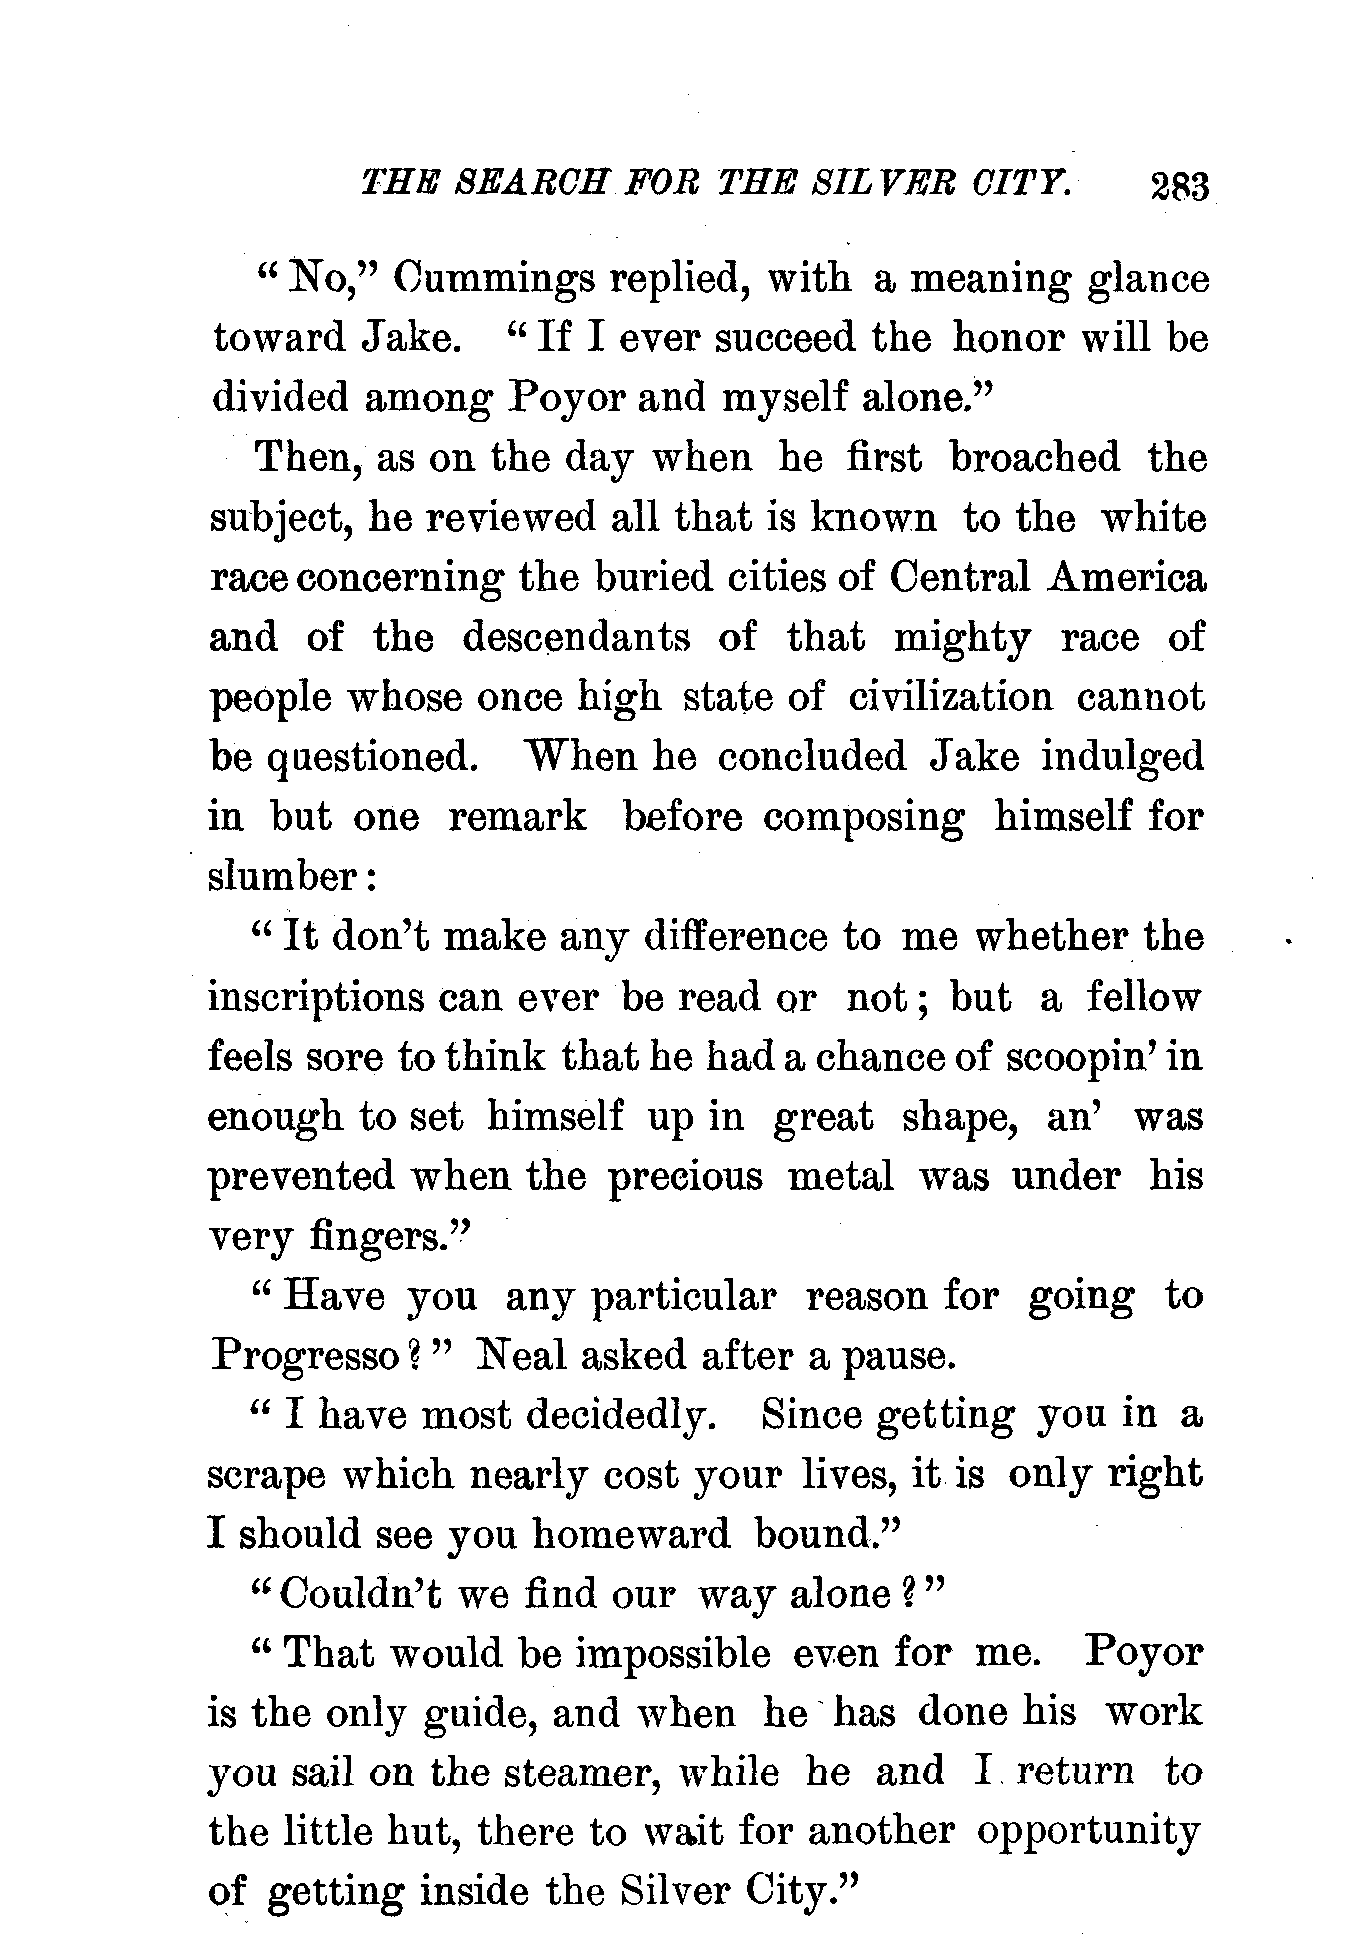 THE SEARCH FOR THE SILVER CITY. 283
"No," Cummings replied, with a meaning glance
toward Jake. "If I ever succeed the honor will be
divided among Poyor and myself alone."
Then, as on the day when he first broached the
subject, he reviewed all that is known to the white
race concerning the buried cities of Central America
and of the descendants of that mighty race of
people whose once high state of civilization cannot
be questioned. When he concluded Jake indulged
in but one remark before composing himself for
slumber:
"It don't make any difference to me whether the
inscriptions can ever be read or not; but a fellow
feels sore to think that he had a chance of scoopin' in
enough to set himself up in great shape, an' was
prevented when the precious metal was under his
very fingers."
"Have you any particular reason for going to
Progresso?" Neal asked after a pause.
"I have most decidedly. Since getting you in a
scrape which nearly cost your lives, it is only right
I should see you homeward bound."
"Couldn't we find our way alone?"
"That would be impossible even for me. Poyor
is the only guide, and when he has done his work
you sail on the steamer, while he and I return to
the little hut, there to wait for another opportunity
of getting inside the Silver City."